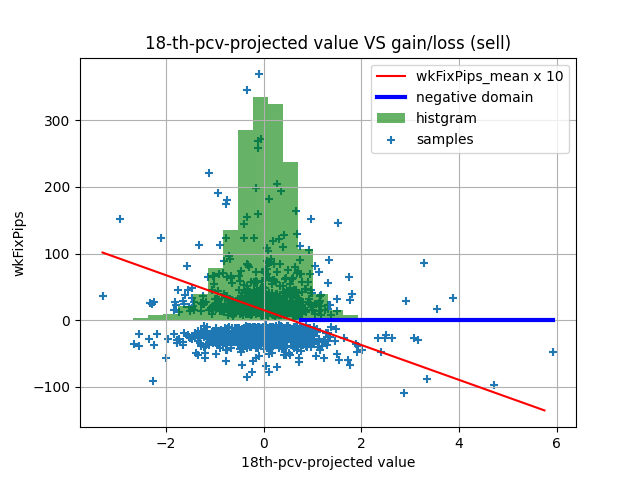 18-th-pcv-projected value VS gain/loss (sell)
wkFixPips_mean x 10
negative domain
histgram
samples
wkFixPips
300
200
100
0
−100
−2
0
2
4
6
18th-pcv-projected value